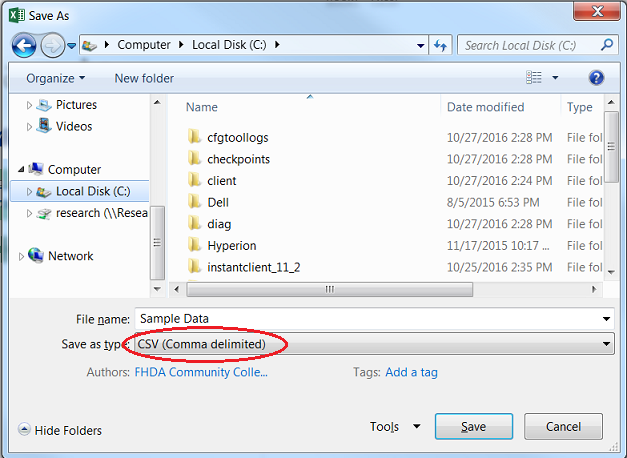 Save As
Computer Local Disk (C:) Search Local Disk (C:)
Organize New folder
Pictures
Videos
Computer
Local Disk (C:)
research (\\Resea
Network
Name Date modified Type
cfgtoollogs 10/27/2016 2:28 PM File fol
checkpoints 10/27/2016 2:28 PM File fol
client 10/27/2016 2:24 PM File fol
Dell 8/5/2015 6:53 PM File fol
diag 10/27/2016 2:28 PM File fol
Hyperion 11/17/2015 10:17 ... File fol
instantclient_11_2 10/25/2016 2:35 PM File fol
File name: Sample Data
Save as type: CSV (Comma delimited)
Authors: FHDA Community Colle... Tags: Add a tag
Hide Folders Tools Save Cancel